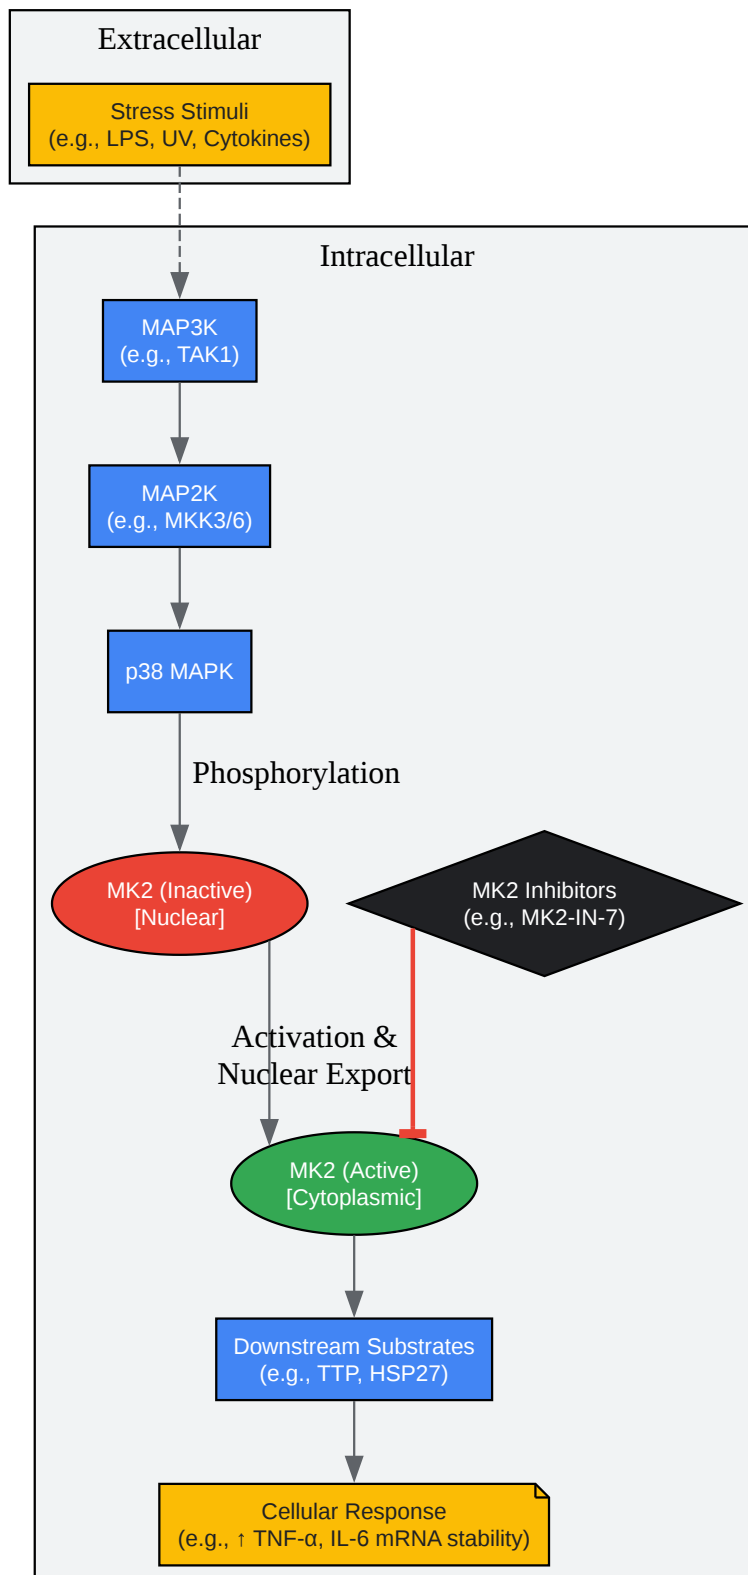 Extracellular
Stress Stimuli
(e.g., LPS, UV, Cytokines)
Intracellular
MAP3K
(e.g., TAK1)
MAP2K
(e.g., MKK3/6)
p38 MAPK
Phosphorylation
MK2 (Inactive)
[Nuclear]
MK2 Inhibitors
(e.g., MK2-IN-7)
Activation &
Nuclear Export
MK2 (Active)
[Cytoplasmic]
Downstream Substrates
(e.g., TTP, HSP27)
Cellular Response
(e.g., ↑ TNF-α, IL-6 mRNA stability)